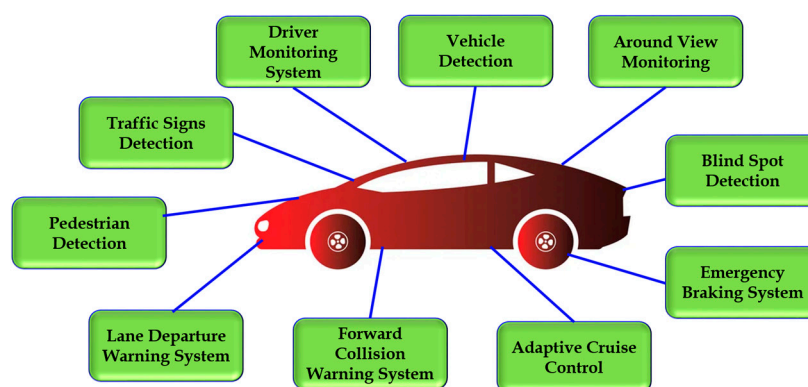 Driver
Monitoring
System
Vehicle
Detection
Around View
Monitoring
Traffic Signs
Detection
Blind Spot
Detection
Pedestrian
Detection
Emergency
Braking System
Lane Departure
Warning System
Forward
Collision
Warning System
Adaptive Cruise
Control